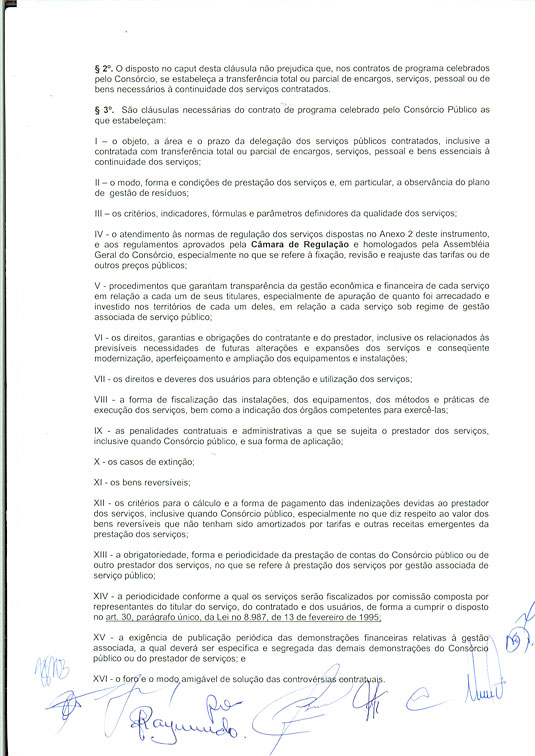 § 2º. O disposto no caput desta cláusula não prejudica que, nos contratos de programa celebrados
pelo Consórcio, se estabeleça a transferência total ou parcial de encargos, serviços, pessoal ou de
bens necessários à continuidade dos serviços contratados.
§ 3º. São cláusulas necessárias do contrato de programa celebrado pelo Consórcio Público as
que estabeleçam:
I – o objeto, a área e o prazo da delegação dos serviços públicos contratados, inclusive a
contratada com transferência total ou parcial de encargos, serviços, pessoal e bens essenciais à
continuidade dos serviços;
II – o modo, forma e condições de prestação dos serviços e, em particular, a observância do plano
de gestão de resíduos;
III – os critérios, indicadores, fórmulas e parâmetros definidores da qualidade dos serviços;
IV - o atendimento às normas de regulação dos serviços dispostas no Anexo 2 deste instrumento,
e aos regulamentos aprovados pela Câmara de Regulação e homologados pela Assembléia
Geral do Consórcio, especialmente no que se refere à fixação, revisão e reajuste das tarifas ou de
outros preços públicos;
V - procedimentos que garantam transparência da gestão econômica e financeira de cada serviço
em relação a cada um de seus titulares, especialmente de apuração de quanto foi arrecadado e
investido nos territórios de cada um deles, em relação a cada serviço sob regime de gestão
associada de serviço público;
VI - os direitos, garantias e obrigações do contratante e do prestador, inclusive os relacionados às
previsíveis necessidades de futuras alterações e expansões dos serviços e conseqüente
modernização, aperfeiçoamento e ampliação dos equipamentos e instalações;
VII - os direitos e deveres dos usuários para obtenção e utilização dos serviços;
VIII - a forma de fiscalização das instalações, dos equipamentos, dos métodos e práticas de
execução dos serviços, bem como a indicação dos órgãos competentes para exercê-las;
IX - as penalidades contratuais e administrativas a que se sujeita o prestador dos serviços,
inclusive quando Consórcio público, e sua forma de aplicação;
X - os casos de extinção;
XI - os bens reversíveis;
XII - os critérios para o cálculo e a forma de pagamento das indenizações devidas ao prestador
dos serviços, inclusive quando Consórcio público, especialmente no que diz respeito ao valor dos
bens reversíveis que não tenham sido amortizados por tarifas e outras receitas emergentes da
prestação dos serviços;
XIII - a obrigatoriedade, forma e periodicidade da prestação de contas do Consórcio público ou de
outro prestador dos serviços, no que se refere à prestação dos serviços por gestão associada de
serviço público;
XIV - a periodicidade conforme a qual os serviços serão fiscalizados por comissão composta por
representantes do titular do serviço, do contratado e dos usuários, de forma a cumprir o disposto
no art. 30, parágrafo único, da Lei no 8.987, de 13 de fevereiro de 1995;
XV - a exigência de publicação periódica das demonstrações financeiras relativas à gestão
associada, a qual deverá ser específica e segregada das demais demonstrações do Consórcio
público ou do prestador de serviços; e
XVI - o foro e o modo amigável de solução das controvérsias contratuais.
Raymundo.